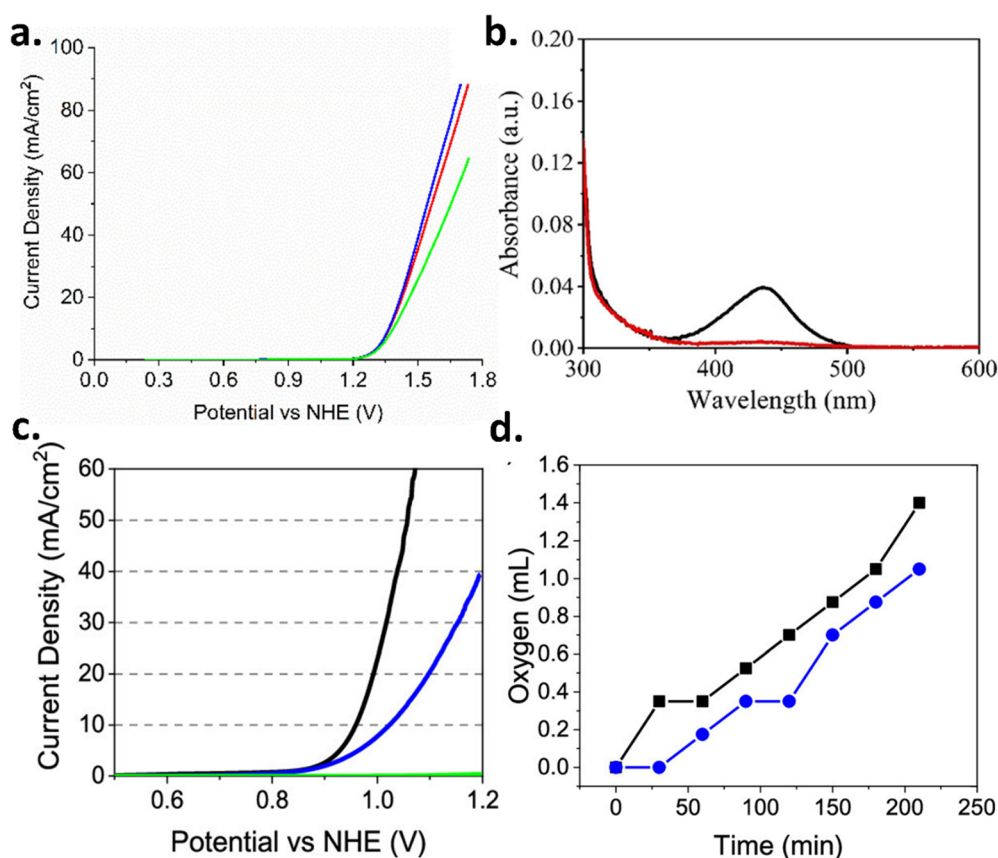 a.
100
80
60
40
20
0
Current Density (mA/cm²)
0.0 0.3 0.6 0.9 1.2 1.5 1.8
Potential vs NHE (V)
b.
0.20
0.16
0.12
0.08
0.04
0.00
Absorbance (a.u.)
300 400 500 600
Wavelength (nm)
c.
60
50
40
30
20
10
0
Current Density (mA/cm²)
0.6 0.8 1.0 1.2
Potential vs NHE (V)
d.
1.6
1.4
1.2
1.0
0.8
0.6
0.4
0.2
0.0
Oxygen (mL)
0 50 100 150 200 250
Time (min)